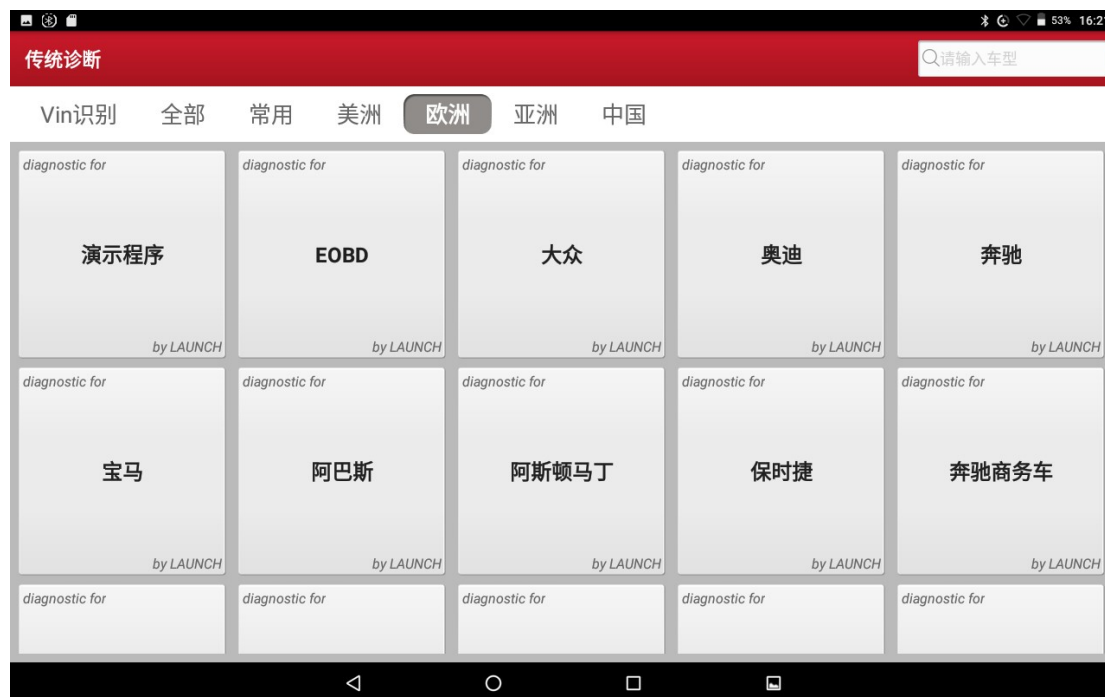 53% 16:2
传统诊断
请输入车型
Vin识别 全部 常用 美洲 欧洲 亚洲 中国
diagnostic for diagnostic for diagnostic for diagnostic for diagnostic for
演示程序 EOBD 大众 奥迪 奔驰
by LAUNCH by LAUNCH by LAUNCH by LAUNCH by LAUNCH
diagnostic for diagnostic for diagnostic for diagnostic for diagnostic for
宝马 阿巴斯 阿斯顿马丁 保时捷 奔驰商务车
by LAUNCH by LAUNCH by LAUNCH by LAUNCH by LAUNCH
diagnostic for diagnostic for diagnostic for diagnostic for diagnostic for